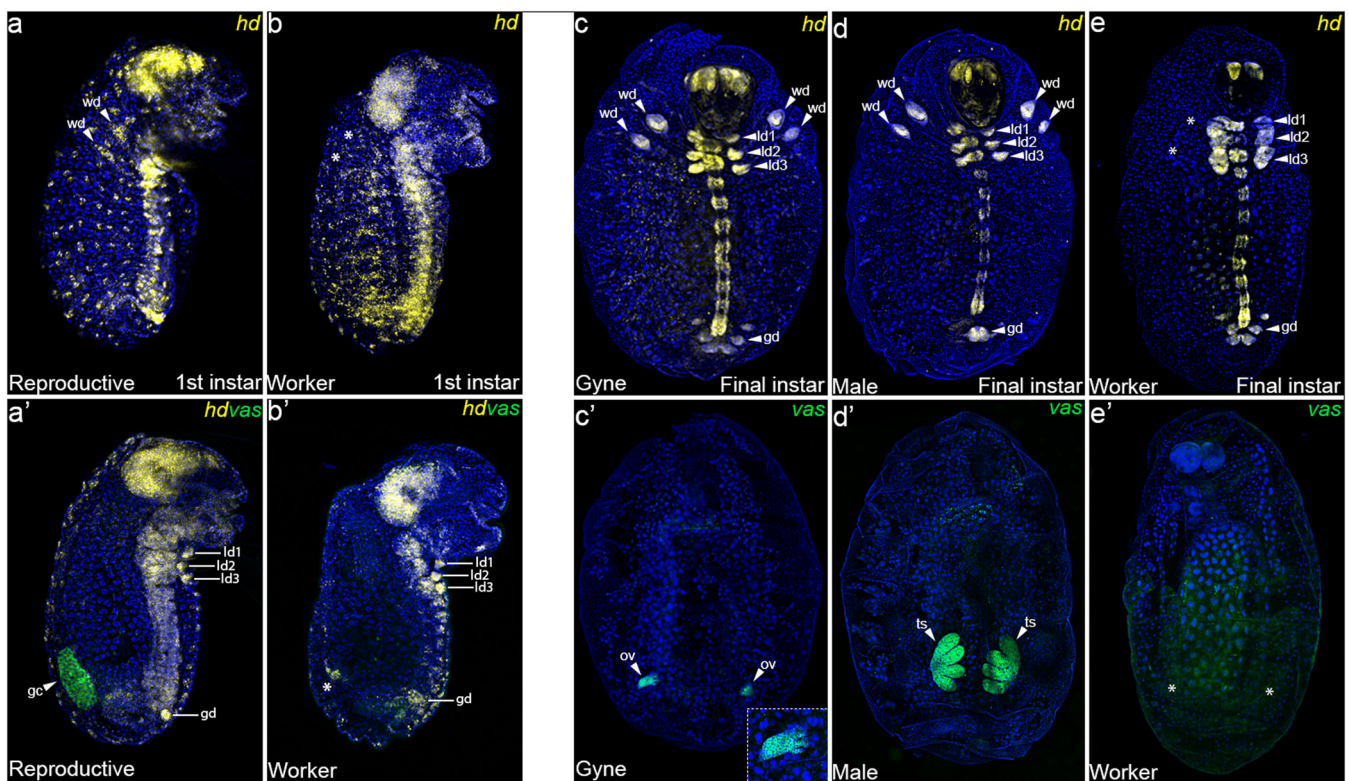 a
hd
wd
wd
Reproductive
1st instar
b
*
*
Worker
1st instar
hd
c
wd
wd
wd
ld1
ld2
ld3
gd
Gyne
Final instar
d
hd
wd
wd
wd
ld1
ld2
ld3
gd
Male
Final instar
e
hd
*
*
ld1
ld2
ld3
gd
Worker
Final instar
a'
hdvas
ld1
ld2
ld3
gc
gd
Reproductive
b'
hdvas
ld1
ld2
ld3
*
gd
Worker
c'
vas
ov
ov
Gyne
d'
vas
ts
ts
Male
e'
vas
*
*
Worker